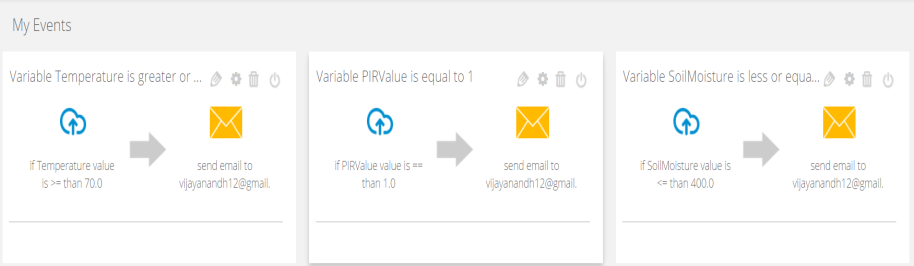 My Events
Variable Temperature is greater or ...
if Temperature value
is >= than 70.0
send email to
vijayanandh12@gmail.
Variable PIRValue is equal to 1
if PIRValue value is ==
than 1.0
send email to
vijayanandh12@gmail.
Variable SoilMoisture is less or equa...
if SoilMoisture value is
<= than 400.0
send email to
vijayanandh12@gmail.